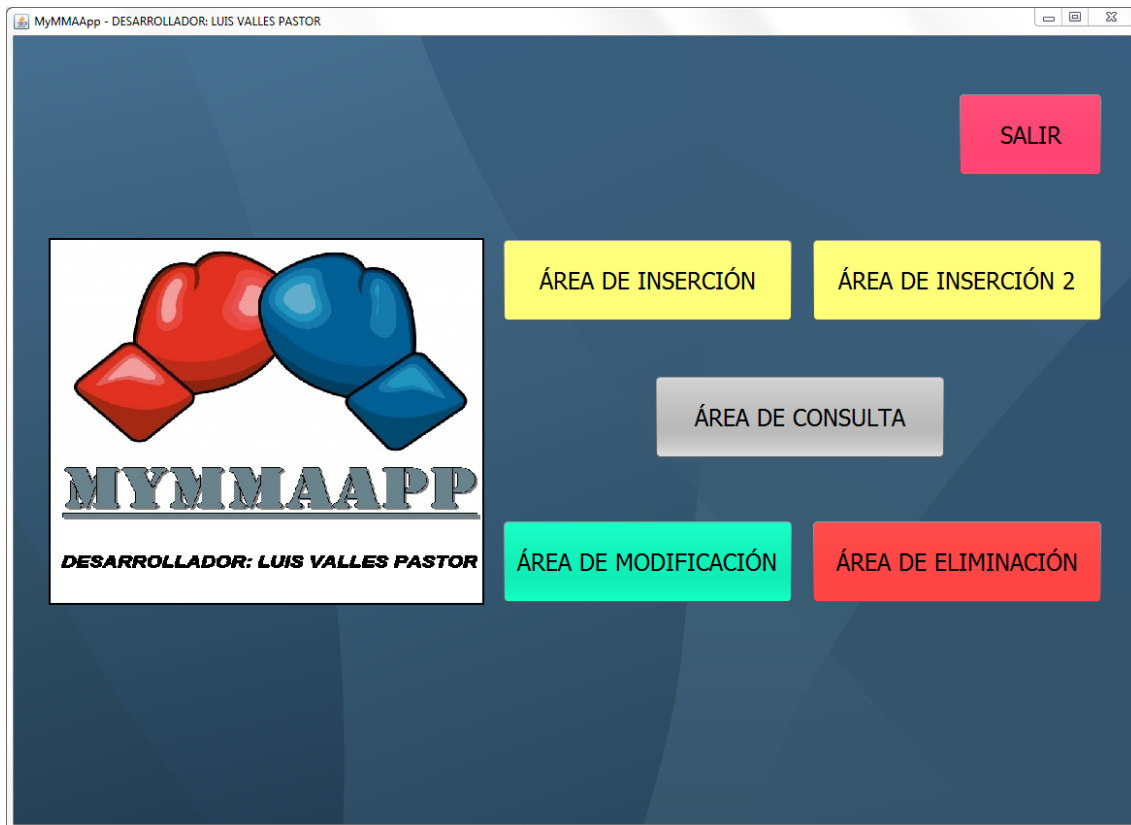 MyMMAApp - DESARROLLADOR: LUIS VALLES PASTOR
SALIR
ÁREA DE INSERCIÓN
ÁREA DE INSERCIÓN 2
ÁREA DE CONSULTA
MYMMAAPP
DESARROLLADOR: LUIS VALLES PASTOR
ÁREA DE MODIFICACIÓN
ÁREA DE ELIMINACIÓN